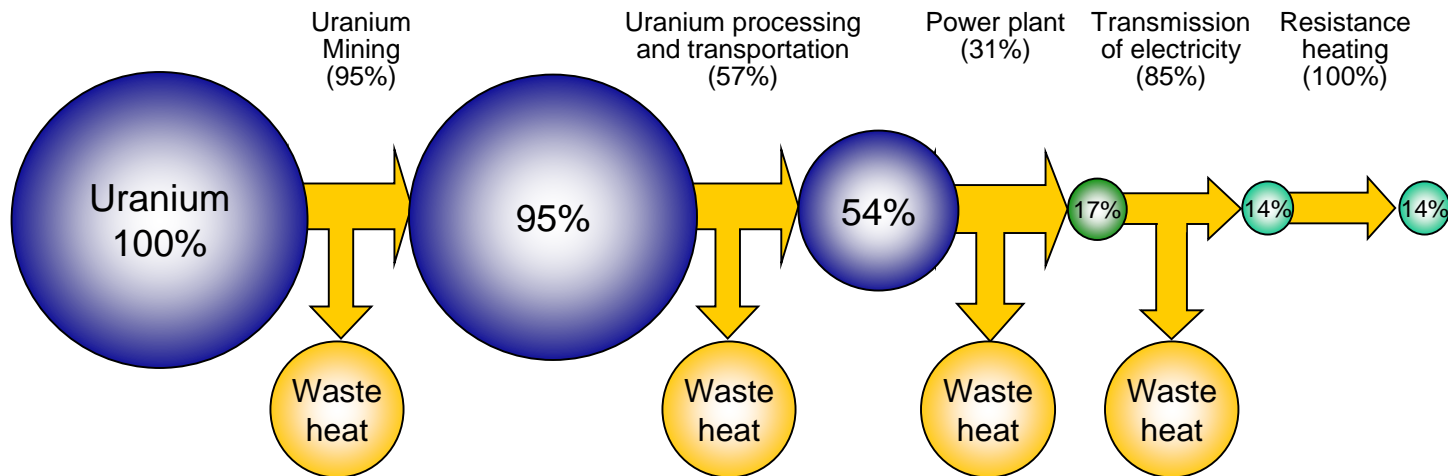 Uranium
Mining
(95%)
Uranium processing
and transportation
(57%)
Power plant
(31%)
Transmission
of electricity
(85%)
Resistance
heating
(100%)
Uranium
100%
95%
54%
17%
14%
14%
Waste
heat
Waste
heat
Waste
heat
Waste
heat